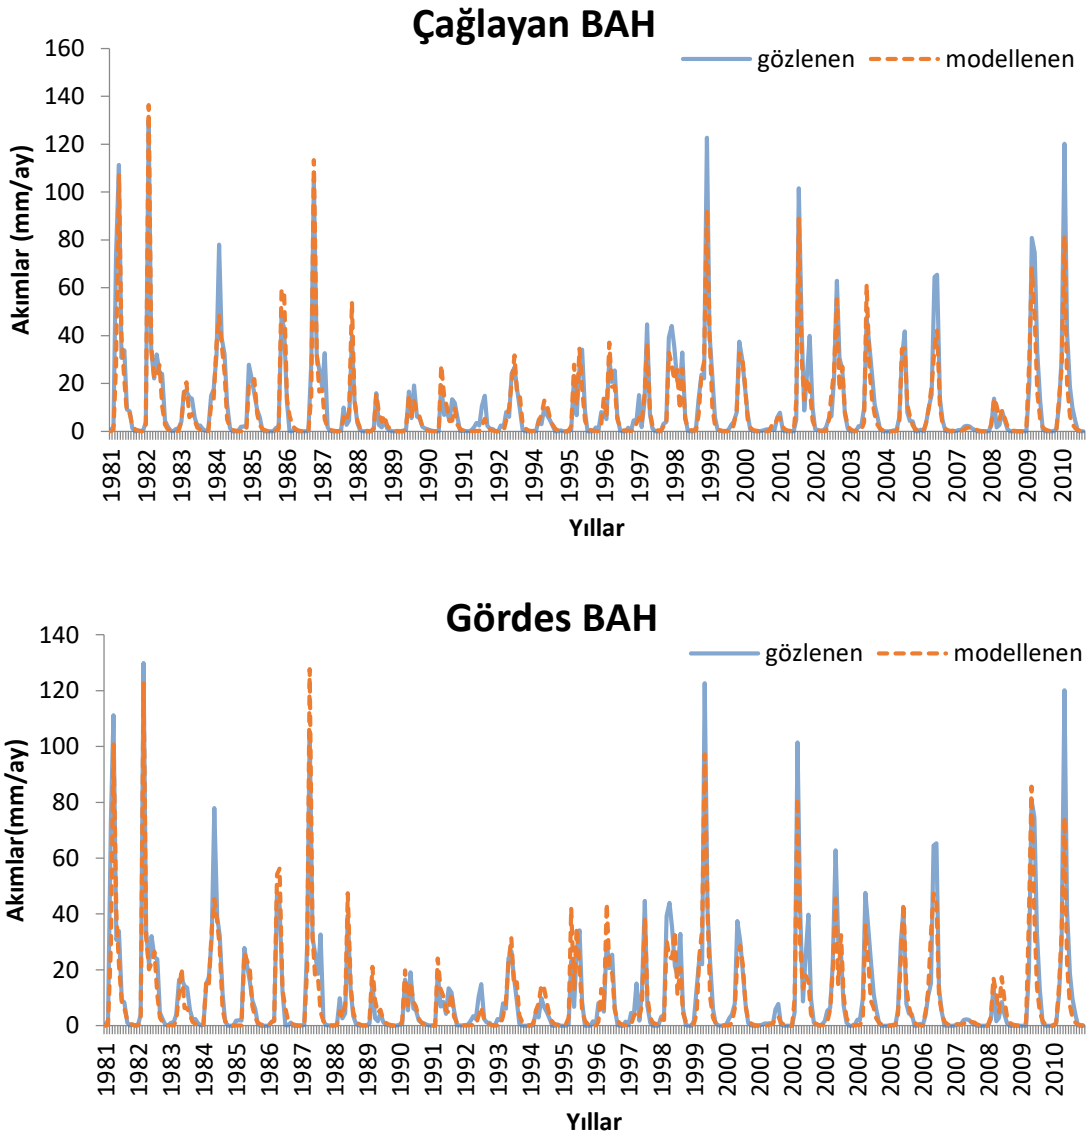 Çağlayan BAH
gözlenen modellenen
Akımlar (mm/ay)
160
140
120
100
80
60
40
20
0
1981 1982 1983 1984 1985 1986 1987 1988 1989 1990 1991 1992 1993 1994 1995 1996 1997 1998 1999 2000 2001 2002 2003 2004 2005 2006 2007 2008 2009 2010
Yıllar
Gördes BAH
gözlenen modellenen
Akımlar(mm/ay)
140
120
100
80
60
40
20
0
1981 1982 1983 1984 1985 1986 1987 1988 1989 1990 1991 1992 1993 1994 1995 1996 1997 1998 1999 2000 2001 2002 2003 2004 2005 2006 2007 2008 2009 2010
Yıllar